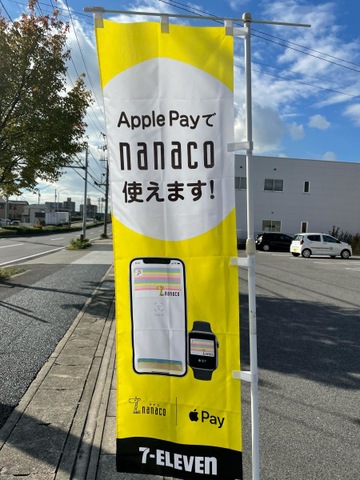 Apple Payで
nanaco
使えます!
nanaco
nanaco
Pay
7-ELEVEN